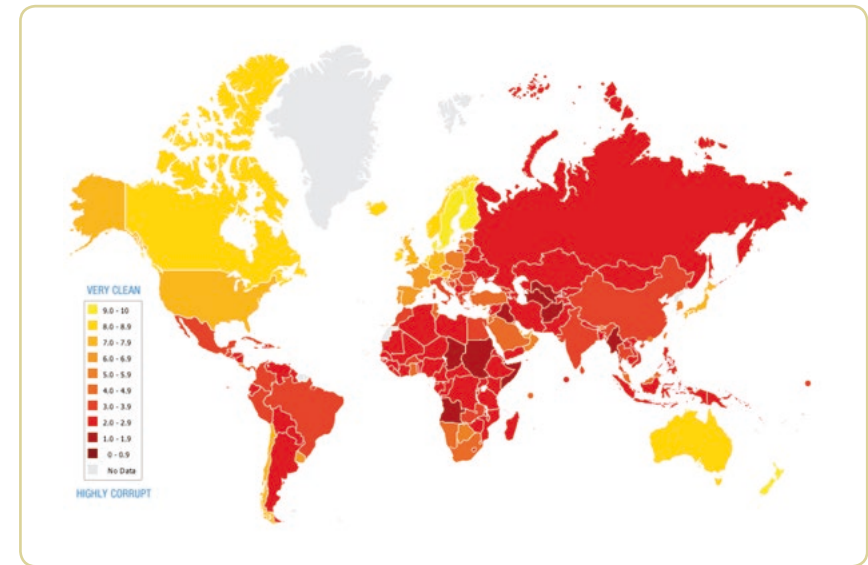 VERY CLEAN
9.0 - 10
8.0 - 8.9
7.0 - 7.9
6.0 - 6.9
5.0 - 5.9
4.0 - 4.9
3.0 - 3.9
2.0 - 2.9
1.0 - 1.9
0 - 0.9
No Data
HIGHLY CORRUPT